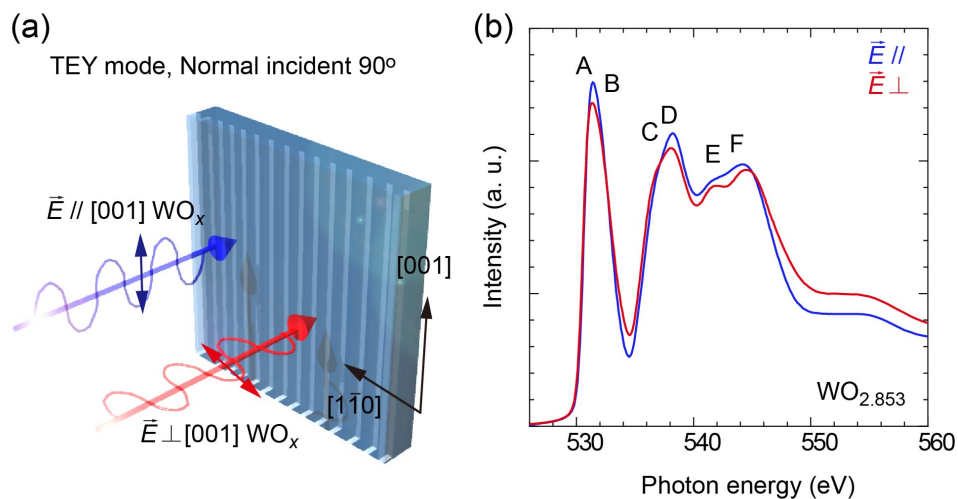 (a)
TEY mode, Normal incident 90º
E⃗ // [001] WOₓ
[001]
[11̄0]
E⃗ ⊥ [001] WOₓ
(b)
E⃗ //
E⃗ ⊥
A
B
C
D
E
F
WO₂.₈₅₃
Intensity (a. u.)
530 540 550 560
Photon energy (eV)